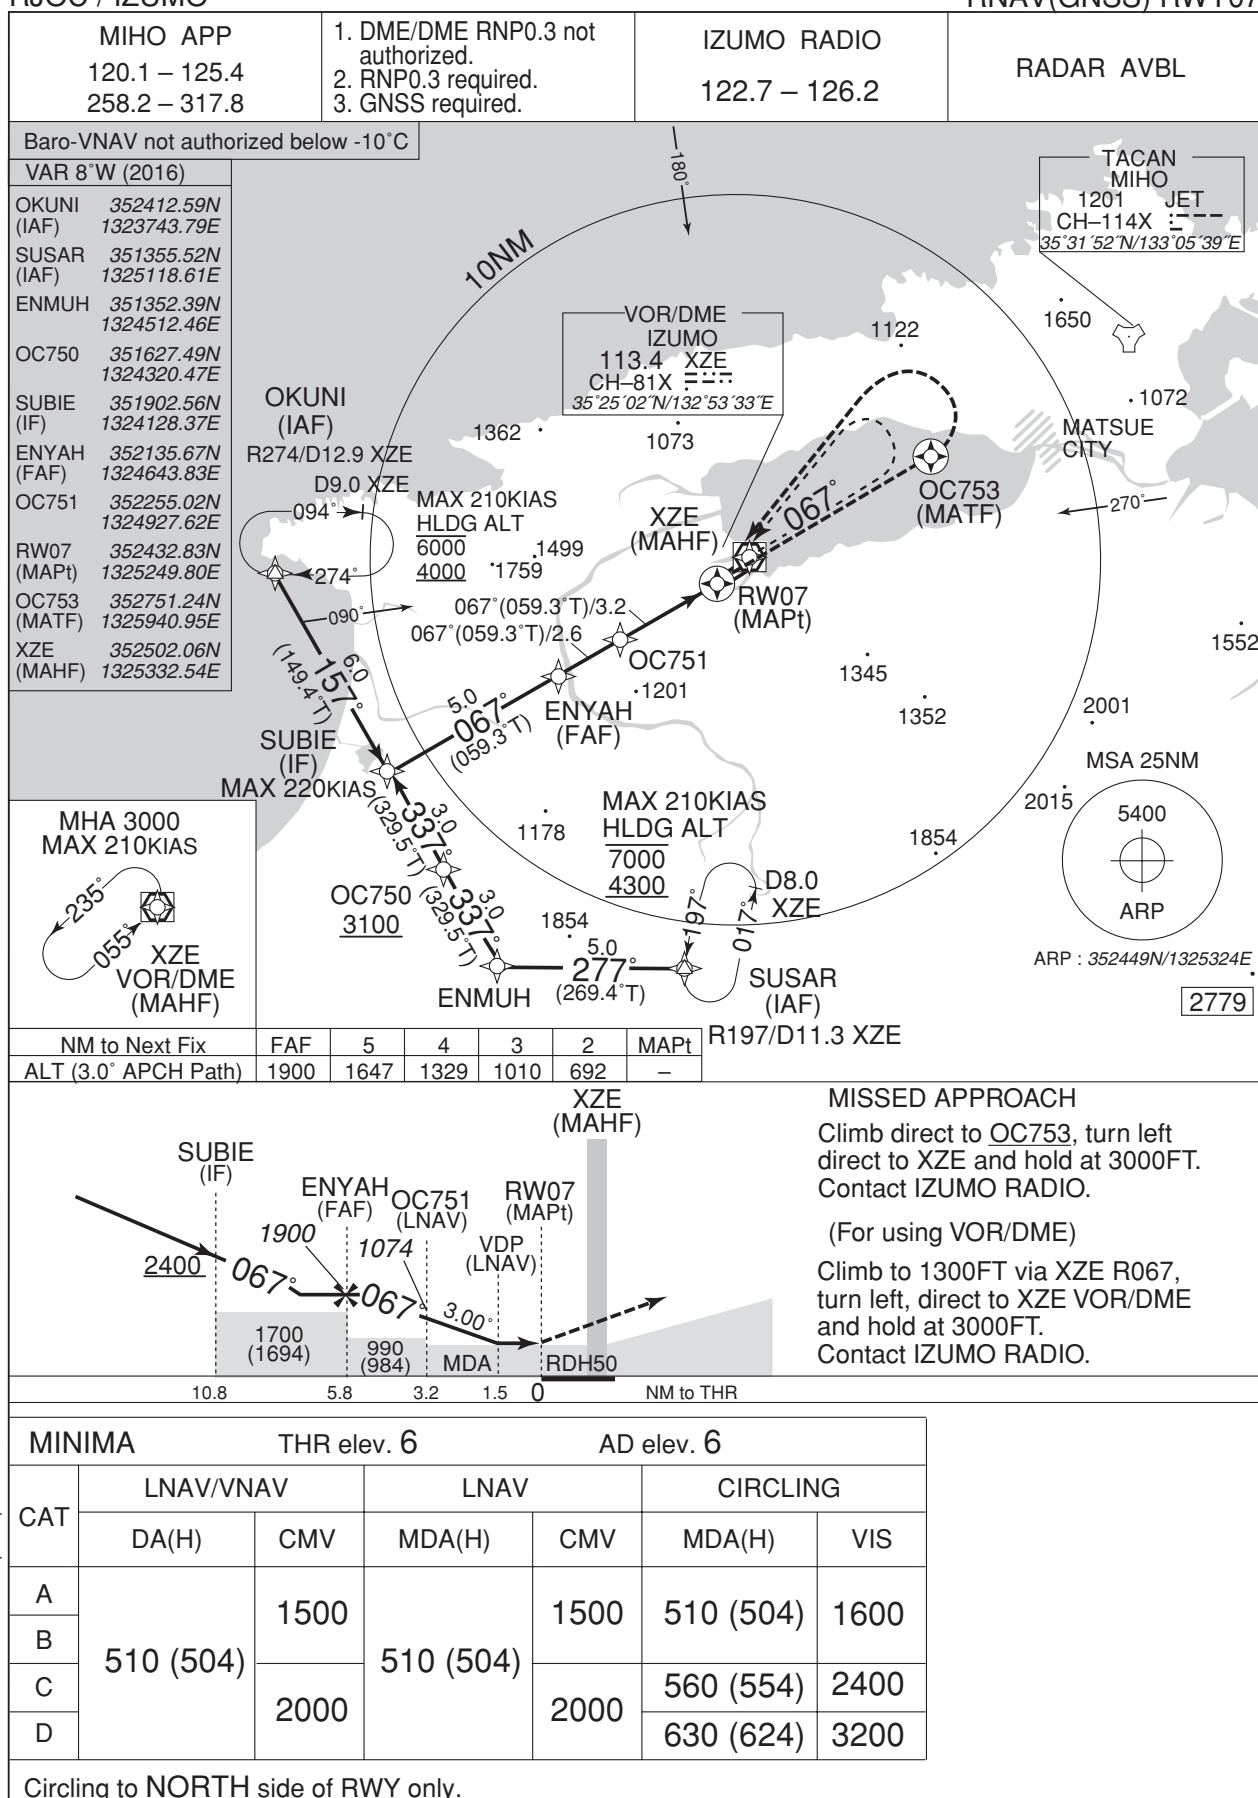 MIHO APP
120.1 – 125.4
258.2 – 317.8
1. DME/DME RNP0.3 not
authorized.
2. RNP0.3 required.
3. GNSS required.
IZUMO RADIO
122.7 – 126.2
RADAR AVBL
Baro-VNAV not authorized below -10˚C
VAR 8˚W (2016)
OKUNI 352412.59N
(IAF) 1323743.79E
SUSAR 351355.52N
(IAF) 1325118.61E
ENMUH 351352.39N
1324512.46E
OC750 351627.49N
1324320.47E
SUBIE 351902.56N
(IF) 1324128.37E
ENYAH 352135.67N
(FAF) 1324643.83E
OC751 352255.02N
1324927.62E
RW07 352432.83N
(MAPt) 1325249.80E
OC753 352751.24N
(MATF) 1325940.95E
XZE 352502.06N
(MAHF) 1325332.54E
180˚
10NM
TACAN
MIHO
1201 JET
CH–114X
35˚31´52˝N/133˚05´39˝E
VOR/DME
IZUMO
113.4 XZE
CH–81X
35˚25´02˝N/132˚53´33˝E
1122
1650
1072
MATSUE
CITY
270˚
1362
1073
OKUNI
(IAF)
R274/D12.9 XZE
D9.0 XZE
094˚
274˚
090˚
MAX 210KIAS
HLDG ALT
6000
4000
1499
1759
XZE
(MAHF)
067˚
OC753
(MATF)
067˚(059.3˚T)/3.2
067˚(059.3˚T)/2.6
RW07
(MAPt)
OC751
1201
ENYAH
(FAF)
1345
1352
1552
2001
6.0
157˚
(149.4˚T)
5.0
067˚
(059.3˚T)
SUBIE
(IF)
MAX 220KIAS
3.0
337˚
(329.5˚T)
OC750
3100
3.0
337˚
(329.5˚T)
1178
MAX 210KIAS
HLDG ALT
7000
4300
1854
2015
MSA 25NM
5400
ARP
ARP : 352449N/1325324E
2779
D8.0
XZE
197˚
017˚
1854
5.0
277˚
(269.4˚T)
ENMUH
SUSAR
(IAF)
R197/D11.3 XZE
MHA 3000
MAX 210KIAS
235˚
055˚
XZE
VOR/DME
(MAHF)
NM to Next Fix FAF 5 4 3 2 MAPt
ALT (3.0˚ APCH Path) 1900 1647 1329 1010 692 –
XZE
(MAHF)
SUBIE
(IF)
ENYAH
(FAF)
OC751
(LNAV)
RW07
(MAPt)
VDP
(LNAV)
1900
1074
2400
067˚
067˚
3.00˚
1700
(1694)
990
(984)
MDA
RDH50
10.8 5.8 3.2 1.5 0 NM to THR
MISSED APPROACH
Climb direct to OC753, turn left
direct to XZE and hold at 3000FT.
Contact IZUMO RADIO.
(For using VOR/DME)
Climb to 1300FT via XZE R067,
turn left, direct to XZE VOR/DME
and hold at 3000FT.
Contact IZUMO RADIO.
MINIMA THR elev. 6 AD elev. 6
CAT LNAV/VNAV LNAV CIRCLING
DA(H) CMV MDA(H) CMV MDA(H) VIS
A
B
C
D
510 (504)
1500
2000
510 (504)
1500
2000
510 (504) 1600
560 (554) 2400
630 (624) 3200
Circling to NORTH side of RWY only.